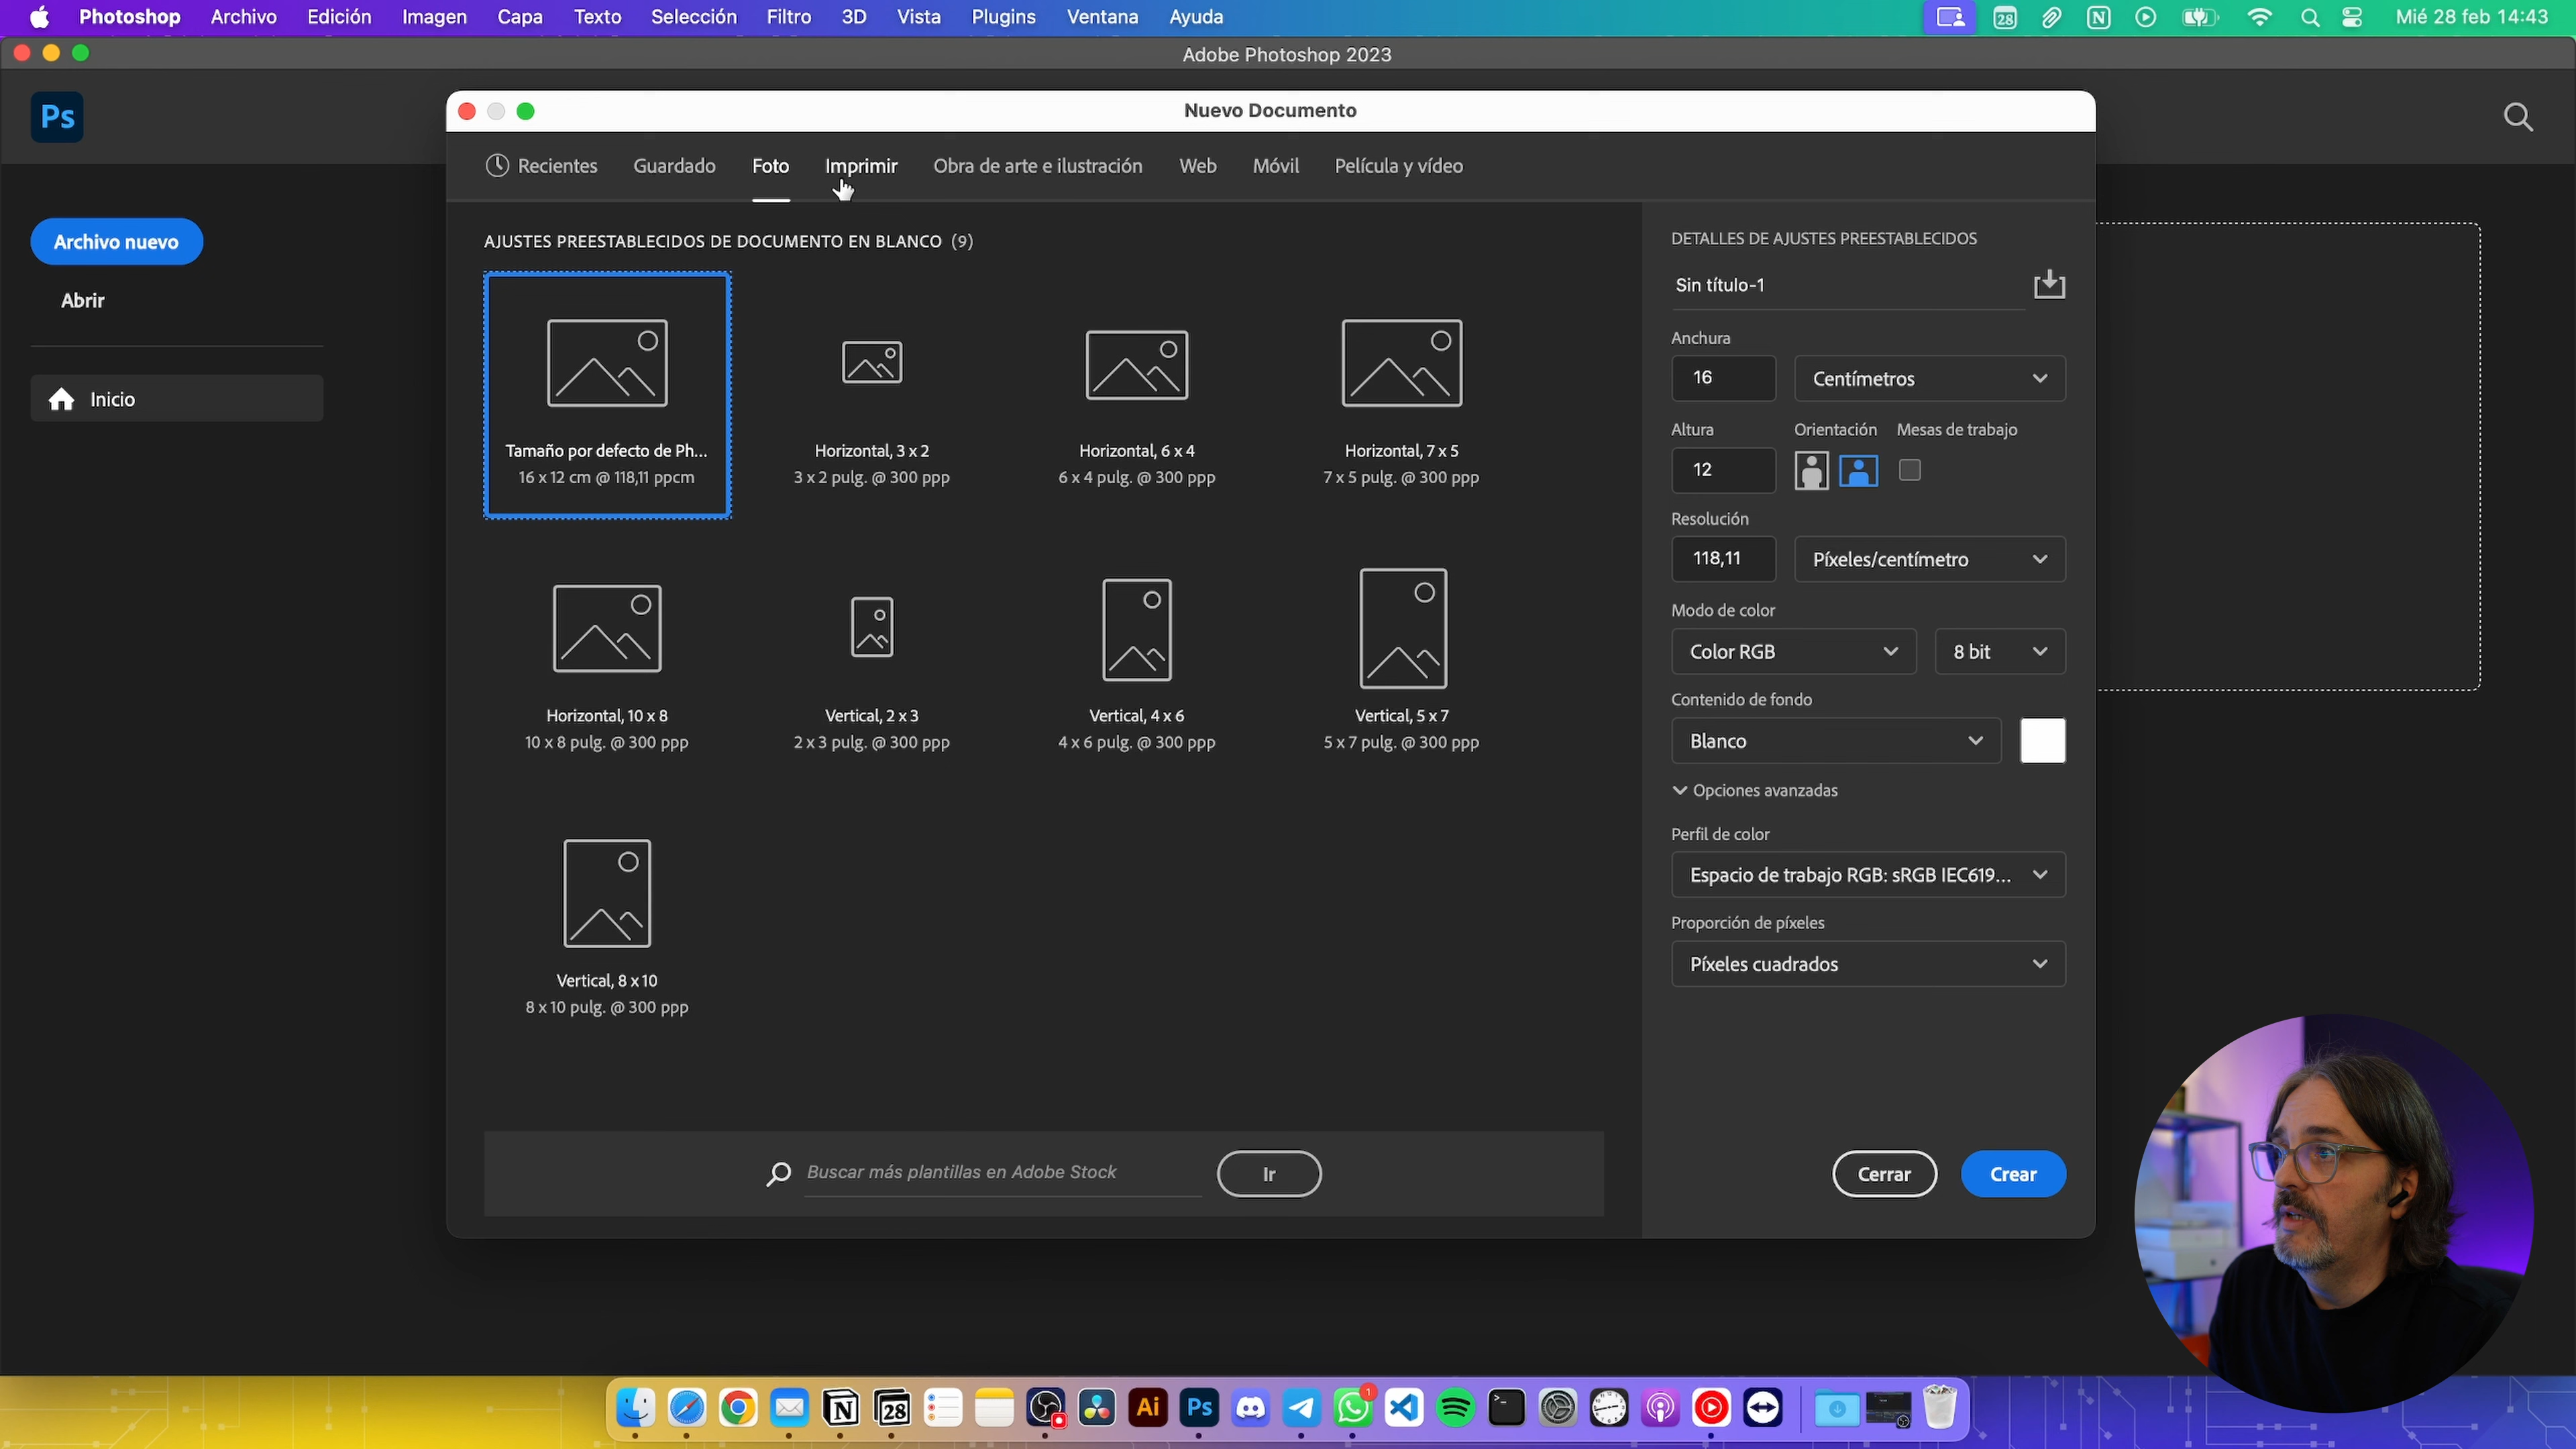 Photoshop Archivo Edición Imagen Capa Texto Selección Filtro 3D Vista Plugins Ventana Ayuda
28
N
Mié 28 feb 14:43
Adobe Photoshop 2023
Ps
Nuevo Documento
Recientes Guardado Foto Imprimir Obra de arte e ilustración Web Móvil Película y vídeo
Archivo nuevo
Abrir
Inicio
AJUSTES PREESTABLECIDOS DE DOCUMENTO EN BLANCO (9)
Tamaño por defecto de Ph...
16 x 12 cm @ 118,11 ppcm
Horizontal, 3 x 2
3 x 2 pulg. @ 300 ppp
Horizontal, 6 x 4
6 x 4 pulg. @ 300 ppp
Horizontal, 7 x 5
7 x 5 pulg. @ 300 ppp
Horizontal, 10 x 8
10 x 8 pulg. @ 300 ppp
Vertical, 2 x 3
2 x 3 pulg. @ 300 ppp
Vertical, 4 x 6
4 x 6 pulg. @ 300 ppp
Vertical, 5 x 7
5 x 7 pulg. @ 300 ppp
Vertical, 8 x 10
8 x 10 pulg. @ 300 ppp
Buscar más plantillas en Adobe Stock
Ir
DETALLES DE AJUSTES PREESTABLECIDOS
Sin título-1
Anchura
16 Centímetros
Altura Orientación Mesas de trabajo
12
Resolución
118,11 Píxeles/centímetro
Modo de color
Color RGB 8 bit
Contenido de fondo
Blanco
Opciones avanzadas
Perfil de color
Espacio de trabajo RGB: sRGB IEC619...
Proporción de píxeles
Píxeles cuadrados
Cerrar Crear
N
28
Ai
Ps
1